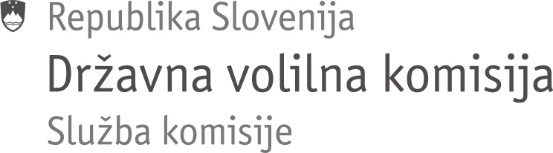 Republika Slovenija
Državna volilna komisija
Služba komisije